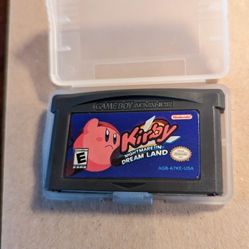 GAME BOY ADVANCE
Nintendo
Kirby
NIGHTMARE IN
DREAM LAND
E
AGB-A7KE-USA